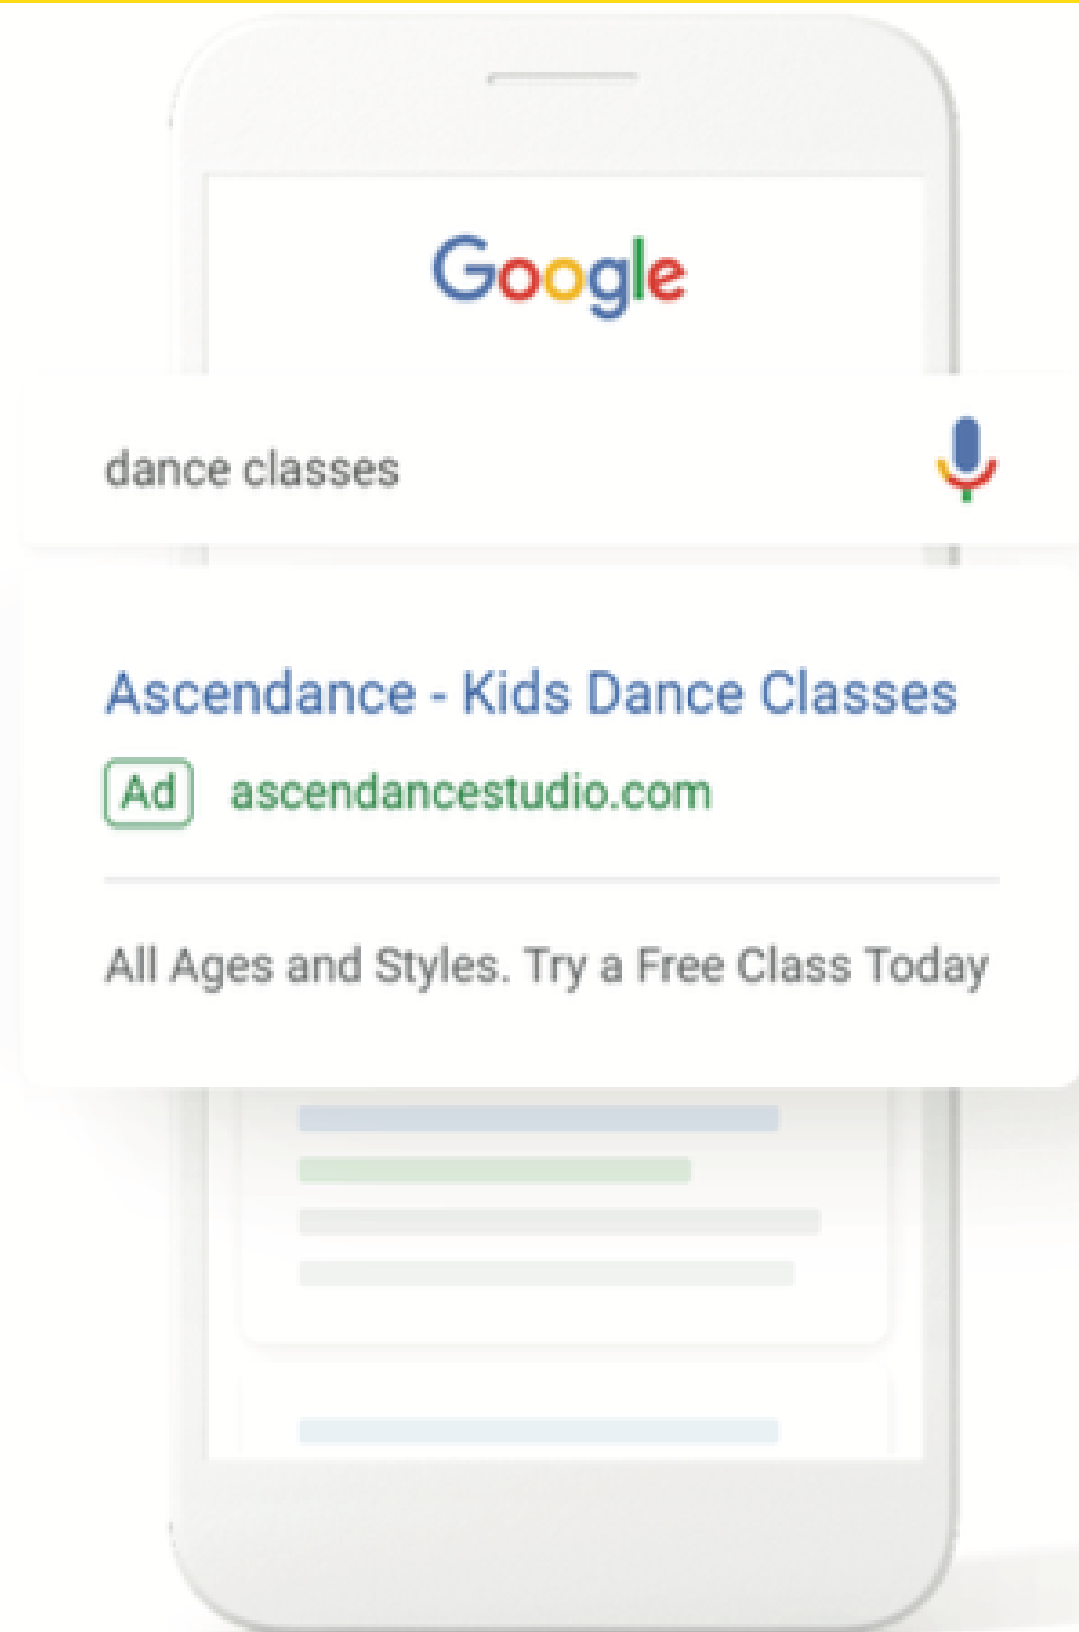 Google
dance classes
Ascendance - Kids Dance Classes
Ad ascendancestudio.com
All Ages and Styles. Try a Free Class Today